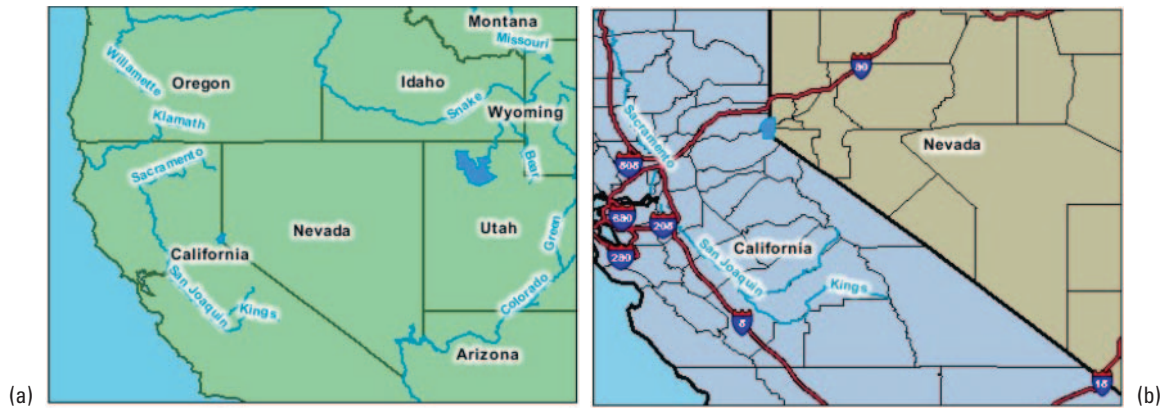 Montana
Missouri
Willamette
Oregon
Idaho
Snake
Wyoming
Klamath
Sacramento
Bear
Nevada
Utah
Green
California
San Joaquin
Kings
Colorado
Arizona
(a)
80
Sacramento
Nevada
505
680
205
California
280
San Joaquin
Kings
5
15
(b)